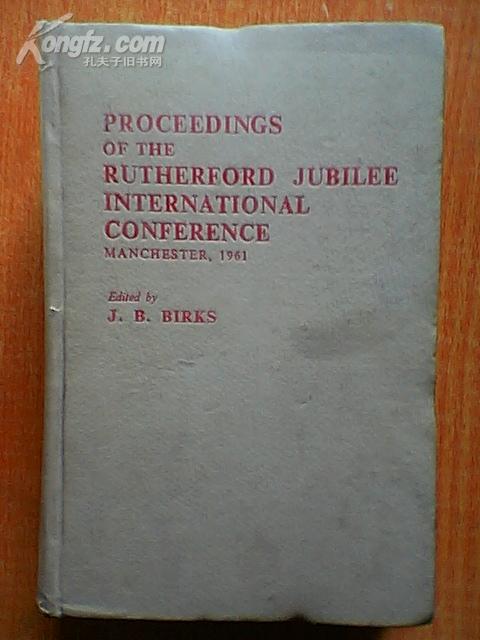 Kongfz.com
孔夫子旧书网
PROCEEDINGS
OF THE
RUTHERFORD JUBILEE
INTERNATIONAL
CONFERENCE
MANCHESTER, 1961
Edited by
J. B. BIRKS